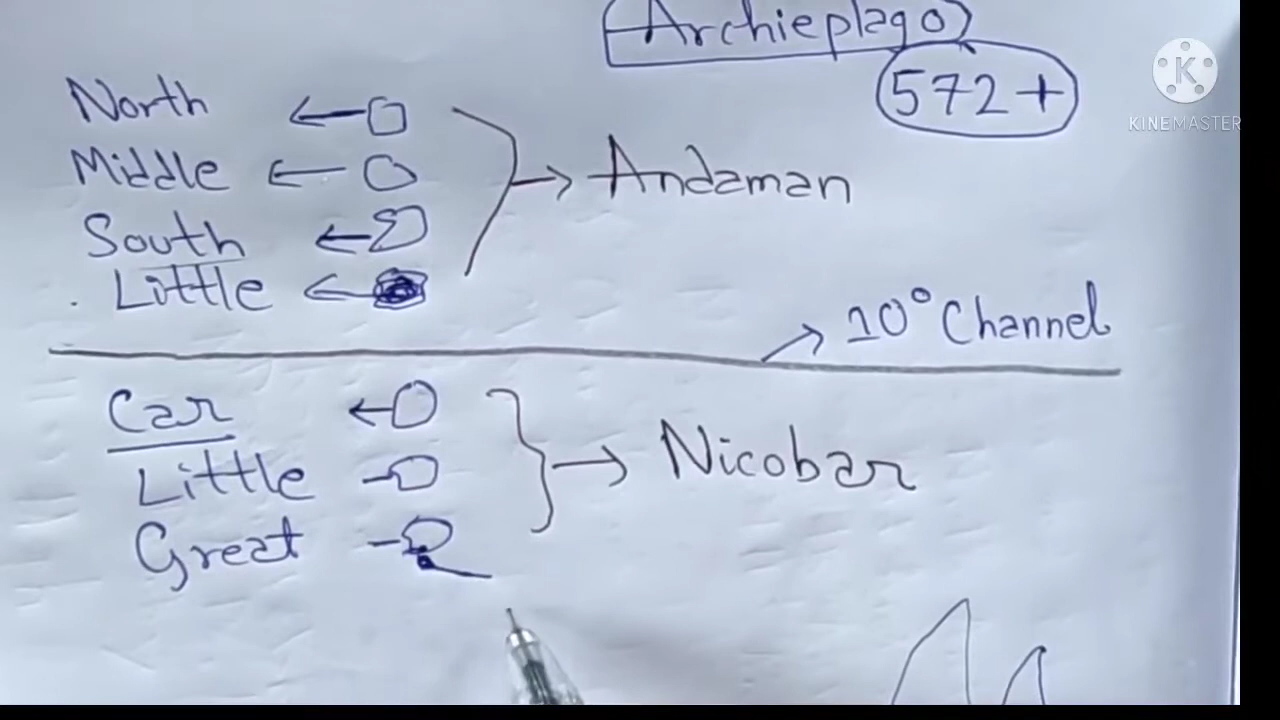 Archieplago
572+
KINEMASTER
North
Middle
Andaman
South
Little
10° Channel
Car
Little
Nicobar
Great